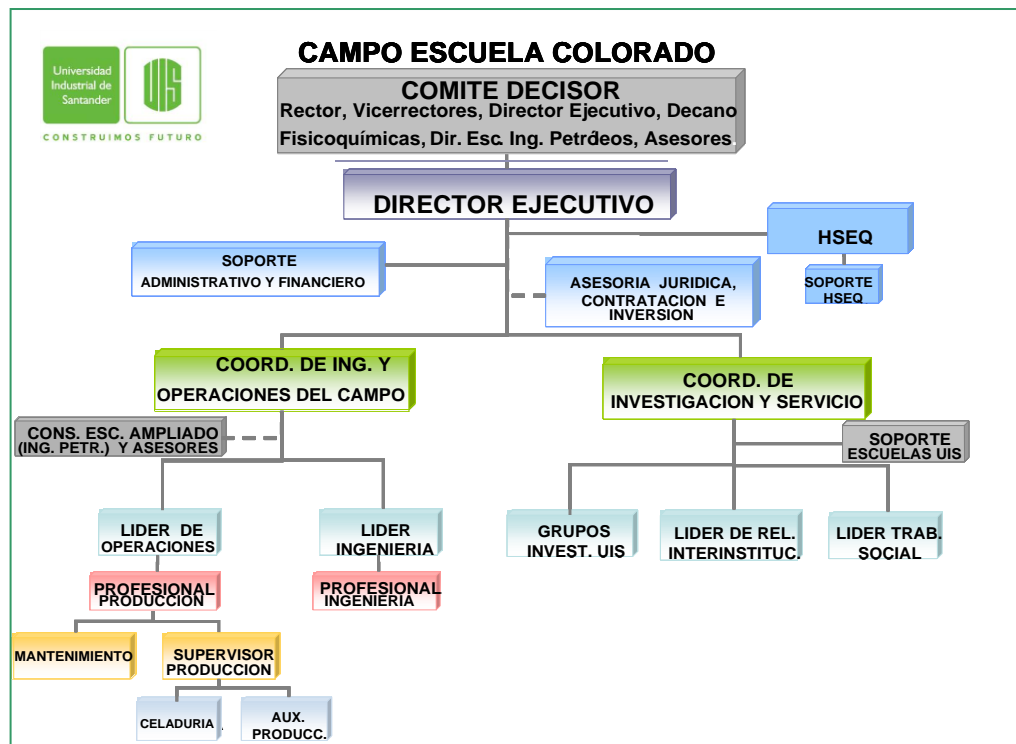 Universidad
Industrial de
Santander
UIS
CONSTRUIMOS FUTURO
CAMPO ESCUELA COLORADO
COMITE DECISOR
Rector, Vicerrectores, Director Ejecutivo, Decano
Fisicoquímicas, Dir. Esc. Ing. Petróleos, Asesores.
DIRECTOR EJECUTIVO
HSEQ
SOPORTE
HSEQ
SOPORTE
ADMINISTRATIVO Y FINANCIERO
ASESORIA JURIDICA,
CONTRATACION E
INVERSION
COORD. DE ING. Y
OPERACIONES DEL CAMPO
COORD. DE
INVESTIGACION Y SERVICIO
CONS. ESC. AMPLIADO
(ING. PETR.) Y ASESORES
SOPORTE
ESCUELAS UIS
LIDER DE
OPERACIONES
LIDER
INGENIERIA
GRUPOS
INVEST. UIS
LIDER DE REL.
INTERINSTITUC.
LIDER TRAB.
SOCIAL
PROFESIONAL
PRODUCCION
PROFESIONAL
INGENIERIA
MANTENIMIENTO
SUPERVISOR
PRODUCCION
CELADURIA .
AUX.
PRODUCC.